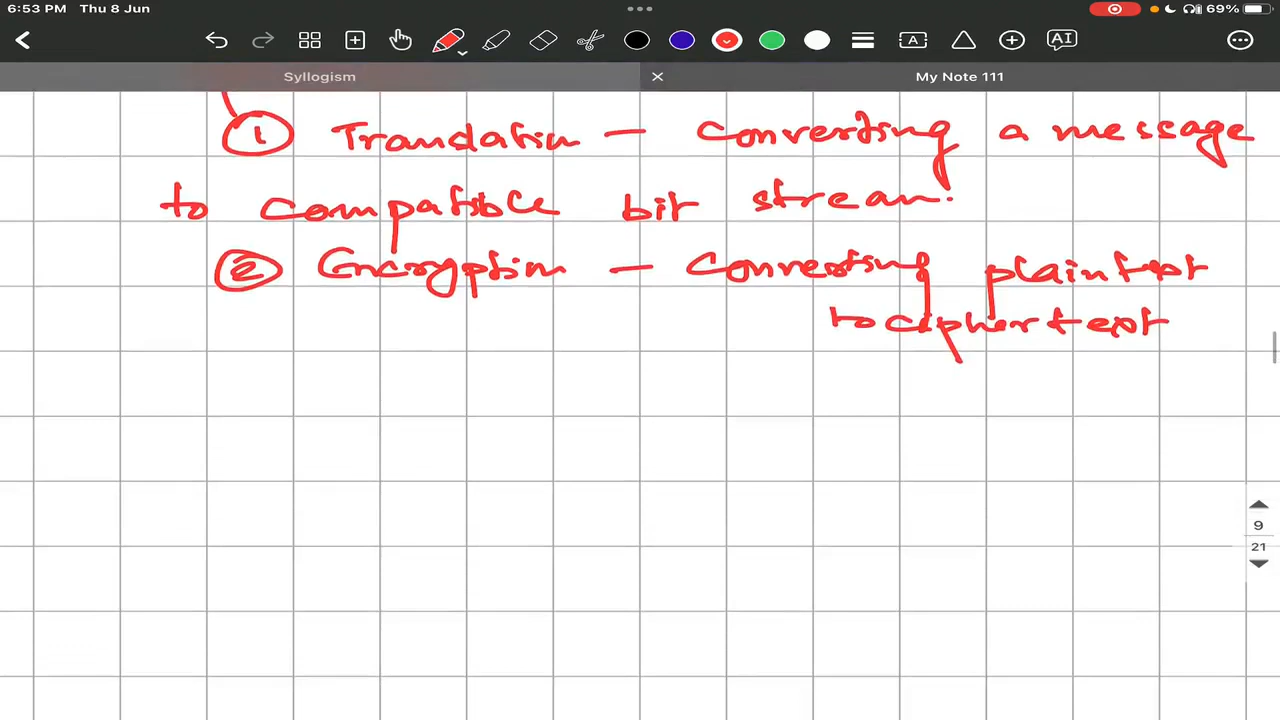 6:53 PM Thu 8 Jun 69%
Syllogism My Note 111
① Translation - Converting a message
to compatible bit stream.
② Encryption - Converting plaintext
to ciphertext
9
21